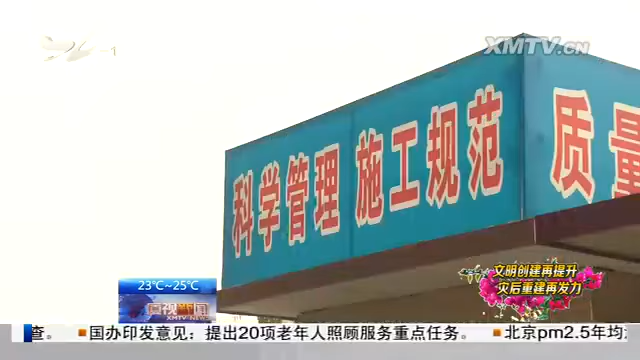 XMTV.CN
科学管理 施工规范
质量
23℃~25℃
XMTV-NEWS
文明创建再提升
灾后重建再发力
查。 ■国办印发意见：提出20项老年人照顾服务重点任务。 ■北京pm2.5年均